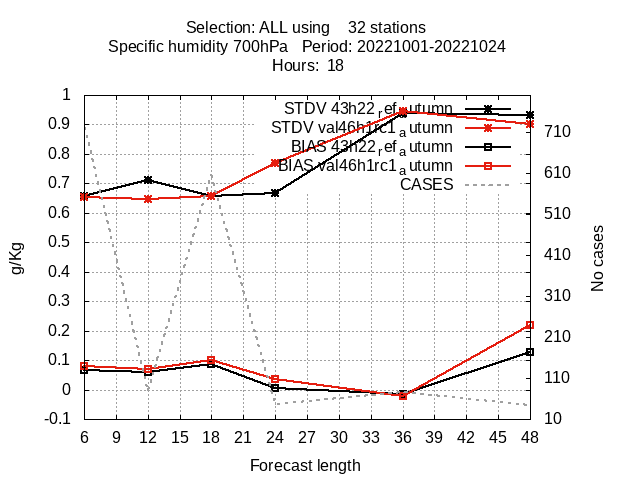 Selection: ALL using 32 stations
Specific humidity 700hPa Period: 20221001-20221024
Hours: 18
STDV 43h22_ref_autumn
STDV val46h1rc1_autumn
BIAS 43h22_ref_autumn
BIAS val46h1rc1_autumn
CASES
1
0.9
0.8
0.7
0.6
0.5
0.4
0.3
0.2
0.1
0
-0.1
g/Kg
710
610
510
410
310
210
110
10
No cases
6 9 12 15 18 21 24 27 30 33 36 39 42 45 48
Forecast length